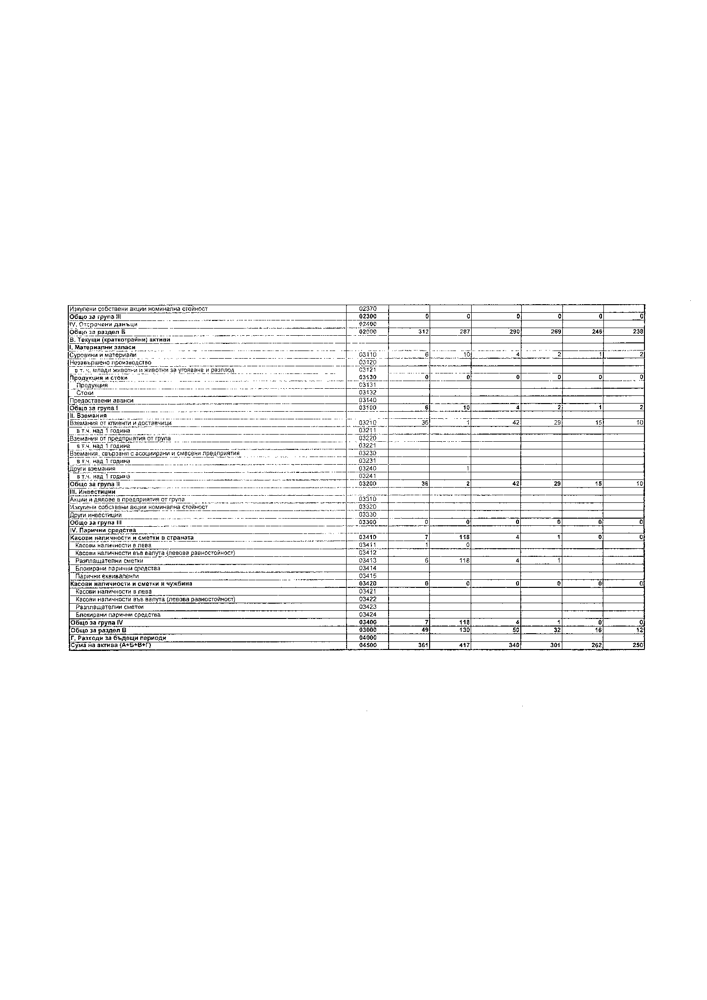 Изкупени собствени акции номинална стойност 02370
Общо за група III 02300 0 0 0 0 0 0
IV. Отсрочени данъци 02400
Общо за раздел Б 02000 312 287 290 269 246 238
В. Текущи (краткотрайни) активи
I. Материални запаси
Суровини и материали 03110 6 10 4 2 1 2
Незавършено производство 03120
в т. ч. млади животни и животни за угояване и разплод 03121
Продукция и стоки 03130 0 0 0 0 0 0
Продукция 03131
Стоки 03132
Предоставени аванси 03140
Общо за група I 03100 6 10 4 2 1 2
II. Вземания
Вземания от клиенти и доставчици 03210 36 1 42 29 15 10
в т.ч. над 1 година 03211
Вземания от предприятия от група 03220
в т.ч. над 1 година 03221
Вземания, свързани с асоциирани и смесени предприятия 03230
в т.ч. над 1 година 03231
Други вземания 03240 1
в т.ч. над 1 година 03241
Общо за група II 03200 36 2 42 29 15 10
III. Инвестиции
Акции и дялове в предприятия от група 03310
Изкупени собствени акции номинална стойност 03320
Други инвестиции 03330
Общо за група III 03300 0 0 0 0 0 0
IV. Парични средства
Касови наличности и сметки в страната 03410 7 118 4 1 0 0
Касови наличности в лева 03411 1 0
Касови наличности във валута (левова равностойност) 03412
Разплащателни сметки 03413 6 118 4 1
Блокирани парични средства 03414
Парични еквиваленти 03415
Касови наличности и сметки в чужбина 03420 0 0 0 0 0 0
Касови наличности в лева 03421
Касови наличности във валута (левова равностойност) 03422
Разплащателни сметки 03423
Блокирани парични средства 03424
Общо за група IV 03400 7 118 4 1 0 0
Общо за раздел В 03000 49 130 50 32 16 12
Г. Разходи за бъдещи периоди 04000
Сума на актива (А+Б+В+Г) 04500 361 417 340 301 262 250